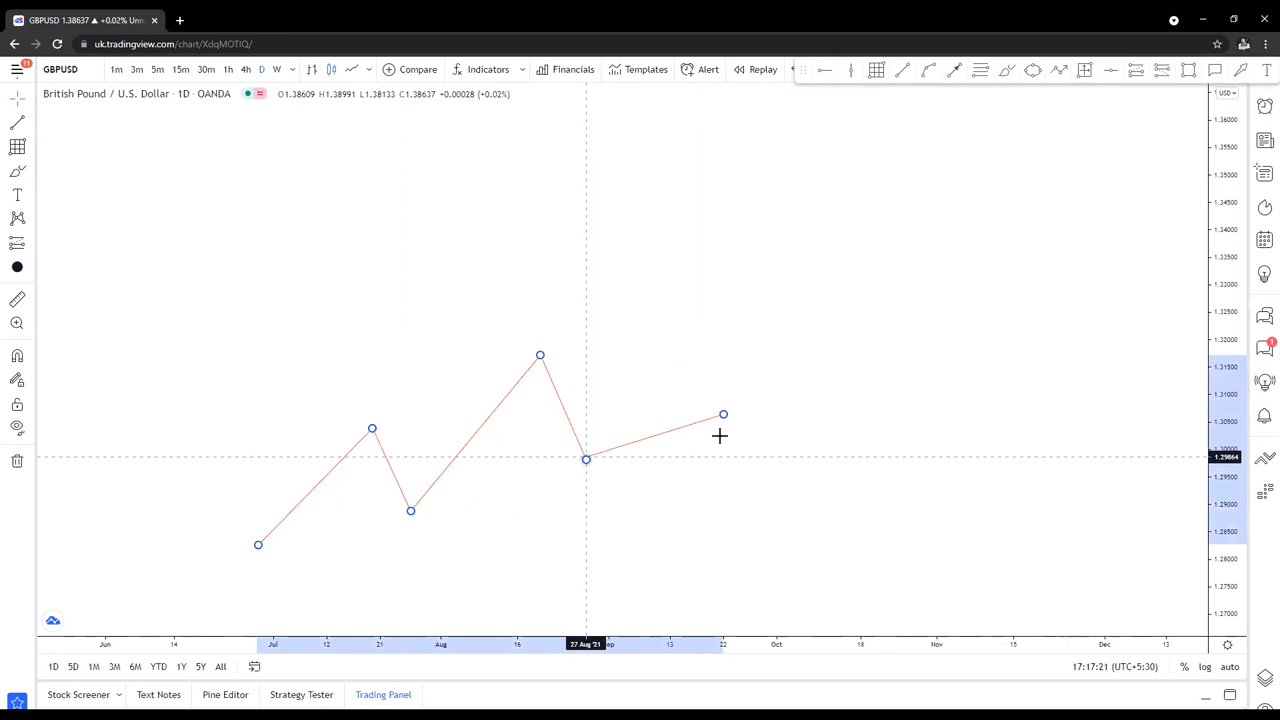 GBPUSD 1.38637 ▲ +0.02% Unn
uk.tradingview.com/chart/XdqMOTIQ/
11
GBPUSD 1m 3m 5m 15m 30m 1h 4h D W Compare Indicators Financials Templates Alert Replay
British Pound / U.S. Dollar · 1D · OANDA O1.38609 H1.38991 L1.38133 C1.38637 +0.00028 (+0.02%)
USD
1.36000
1.35500
1.35000
1.34500
1.34000
1.33500
1.33000
1.32500
1.32000
1.31500
1.31000
1.30500
1.30000
1.29864
1.29500
1.29000
1.28500
1.28000
1.27500
1.27000
1
Jun 14 Jul 12 21 Aug 16 27 Aug '21 ep 13 22 Oct 18 Nov 15 Dec 13
1D 5D 1M 3M 6M YTD 1Y 5Y All 17:17:21 (UTC+5:30) % log auto
Stock Screener Text Notes Pine Editor Strategy Tester Trading Panel